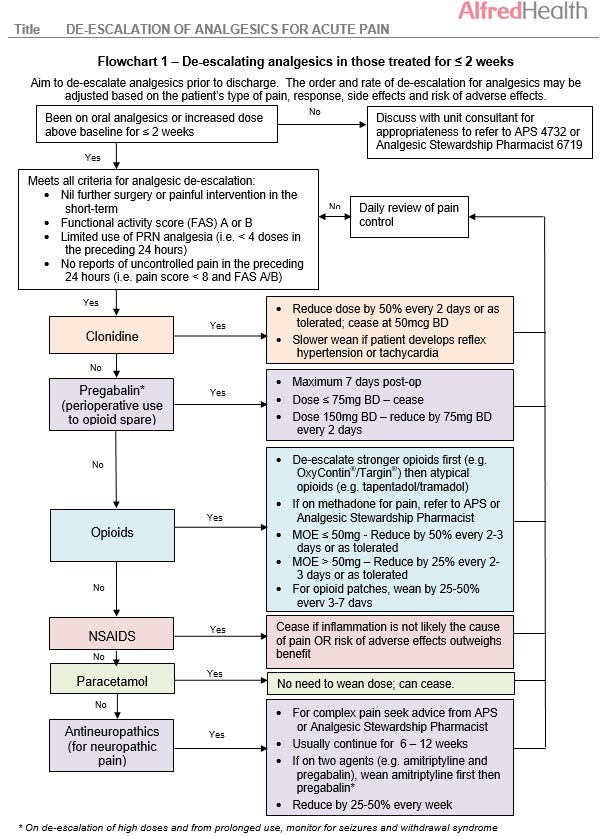 AlfredHealth
Title DE-ESCALATION OF ANALGESICS FOR ACUTE PAIN
Flowchart 1 – De-escalating analgesics in those treated for ≤ 2 weeks
Aim to de-escalate analgesics prior to discharge. The order and rate of de-escalation for analgesics may be
adjusted based on the patient's type of pain, response, side effects and risk of adverse effects.
Been on oral analgesics or increased dose
above baseline for ≤ 2 weeks
No
Discuss with unit consultant for
appropriateness to refer to APS 4732 or
Analgesic Stewardship Pharmacist 6719
Yes
Meets all criteria for analgesic de-escalation:
• Nil further surgery or painful intervention in the
short-term
• Functional activity score (FAS) A or B
• Limited use of PRN analgesia (i.e. < 4 doses in
the preceding 24 hours)
• No reports of uncontrolled pain in the preceding
24 hours (i.e. pain score < 8 and FAS A/B)
No
Daily review of pain
control
Yes
Clonidine
Yes
• Reduce dose by 50% every 2 days or as
tolerated; cease at 50mcg BD
• Slower wean if patient develops reflex
hypertension or tachycardia
No
Pregabalin*
(perioperative use
to opioid spare)
Yes
• Maximum 7 days post-op
• Dose ≤ 75mg BD – cease
• Dose 150mg BD – reduce by 75mg BD
every 2 days
No
Opioids
Yes
• De-escalate stronger opioids first (e.g.
OxyContin®/Targin®) then atypical
opioids (e.g. tapentadol/tramadol)
• If on methadone for pain, refer to APS or
Analgesic Stewardship Pharmacist
• MOE ≤ 50mg - Reduce by 50% every 2-3
days or as tolerated
• MOE > 50mg – Reduce by 25% every 2-
3 days or as tolerated
• For opioid patches, wean by 25-50%
every 3-7 days
No
NSAIDS
Yes
Cease if inflammation is not likely the cause
of pain OR risk of adverse effects outweighs
benefit
No
Paracetamol
Yes
No need to wean dose; can cease.
No
Antineuropathics
(for neuropathic
pain)
Yes
• For complex pain seek advice from APS
or Analgesic Stewardship Pharmacist
• Usually continue for 6 – 12 weeks
• If on two agents (e.g. amitriptyline and
pregabalin), wean amitriptyline first then
pregabalin*
• Reduce by 25-50% every week
* On de-escalation of high doses and from prolonged use, monitor for seizures and withdrawal syndrome